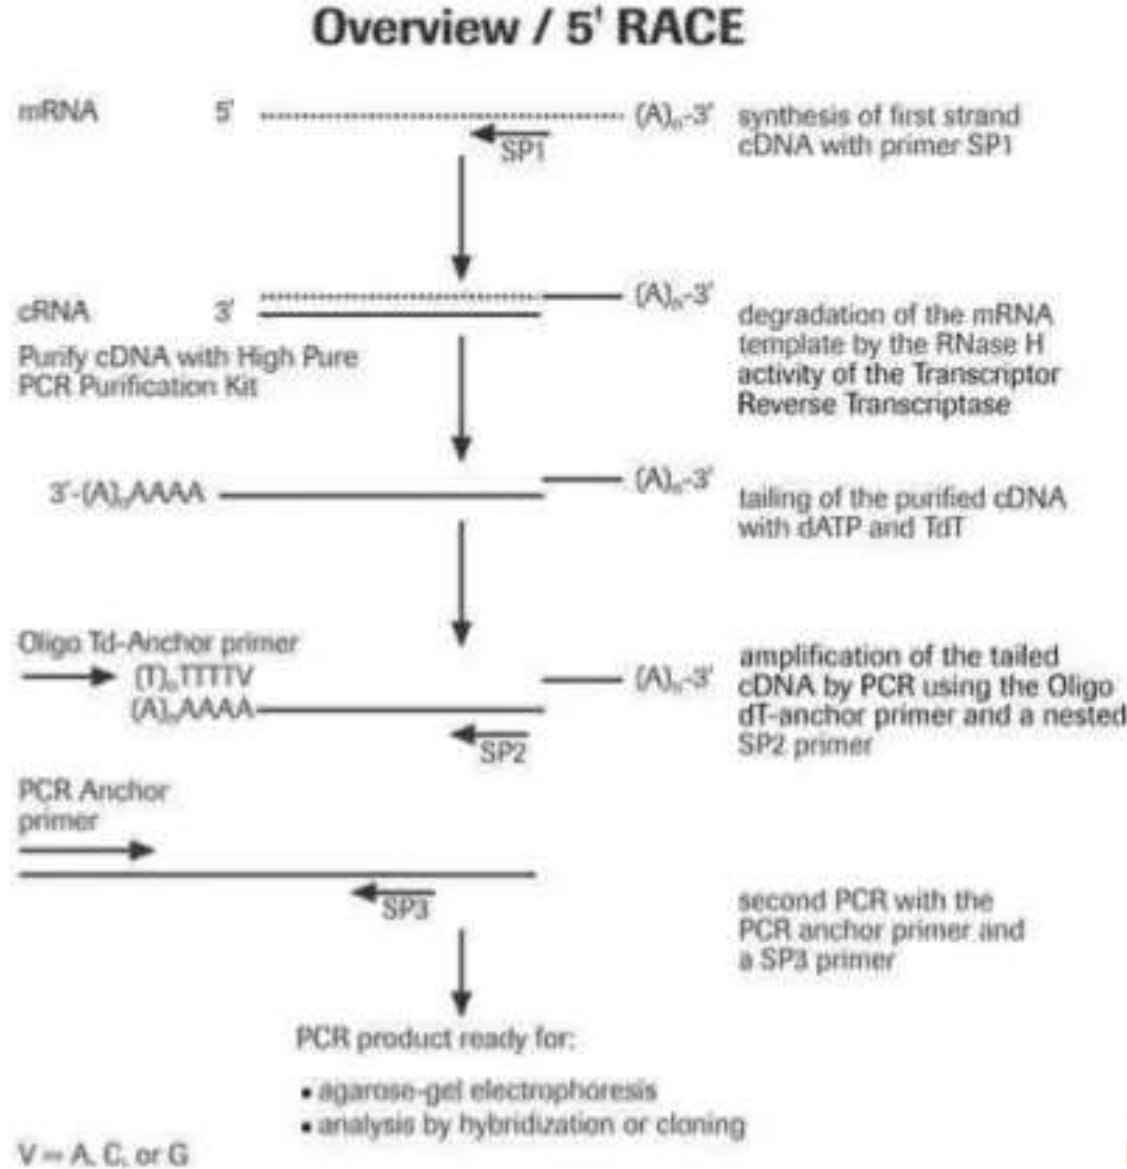 Overview / 5' RACE
mRNA 5' (A)n-3' synthesis of first strand
cDNA with primer SP1
SP1
cRNA 3' (A)n-3'
degradation of the mRNA
template by the RNase H
activity of the Transcriptor
Reverse Transcriptase
Purify cDNA with High Pure
PCR Purification Kit
3'-(A)nAAAA (A)n-3'
tailing of the purified cDNA
with dATP and TdT
Oligo Td-Anchor primer
(T)nTTTTV
(A)nAAAA
(A)n-3'
SP2
amplification of the tailed
cDNA by PCR using the Oligo
dT-anchor primer and a nested
SP2 primer
PCR Anchor
primer
SP3
second PCR with the
PCR anchor primer and
a SP3 primer
PCR product ready for:
• agarose-gel electrophoresis
• analysis by hybridization or cloning
V = A, C, or G